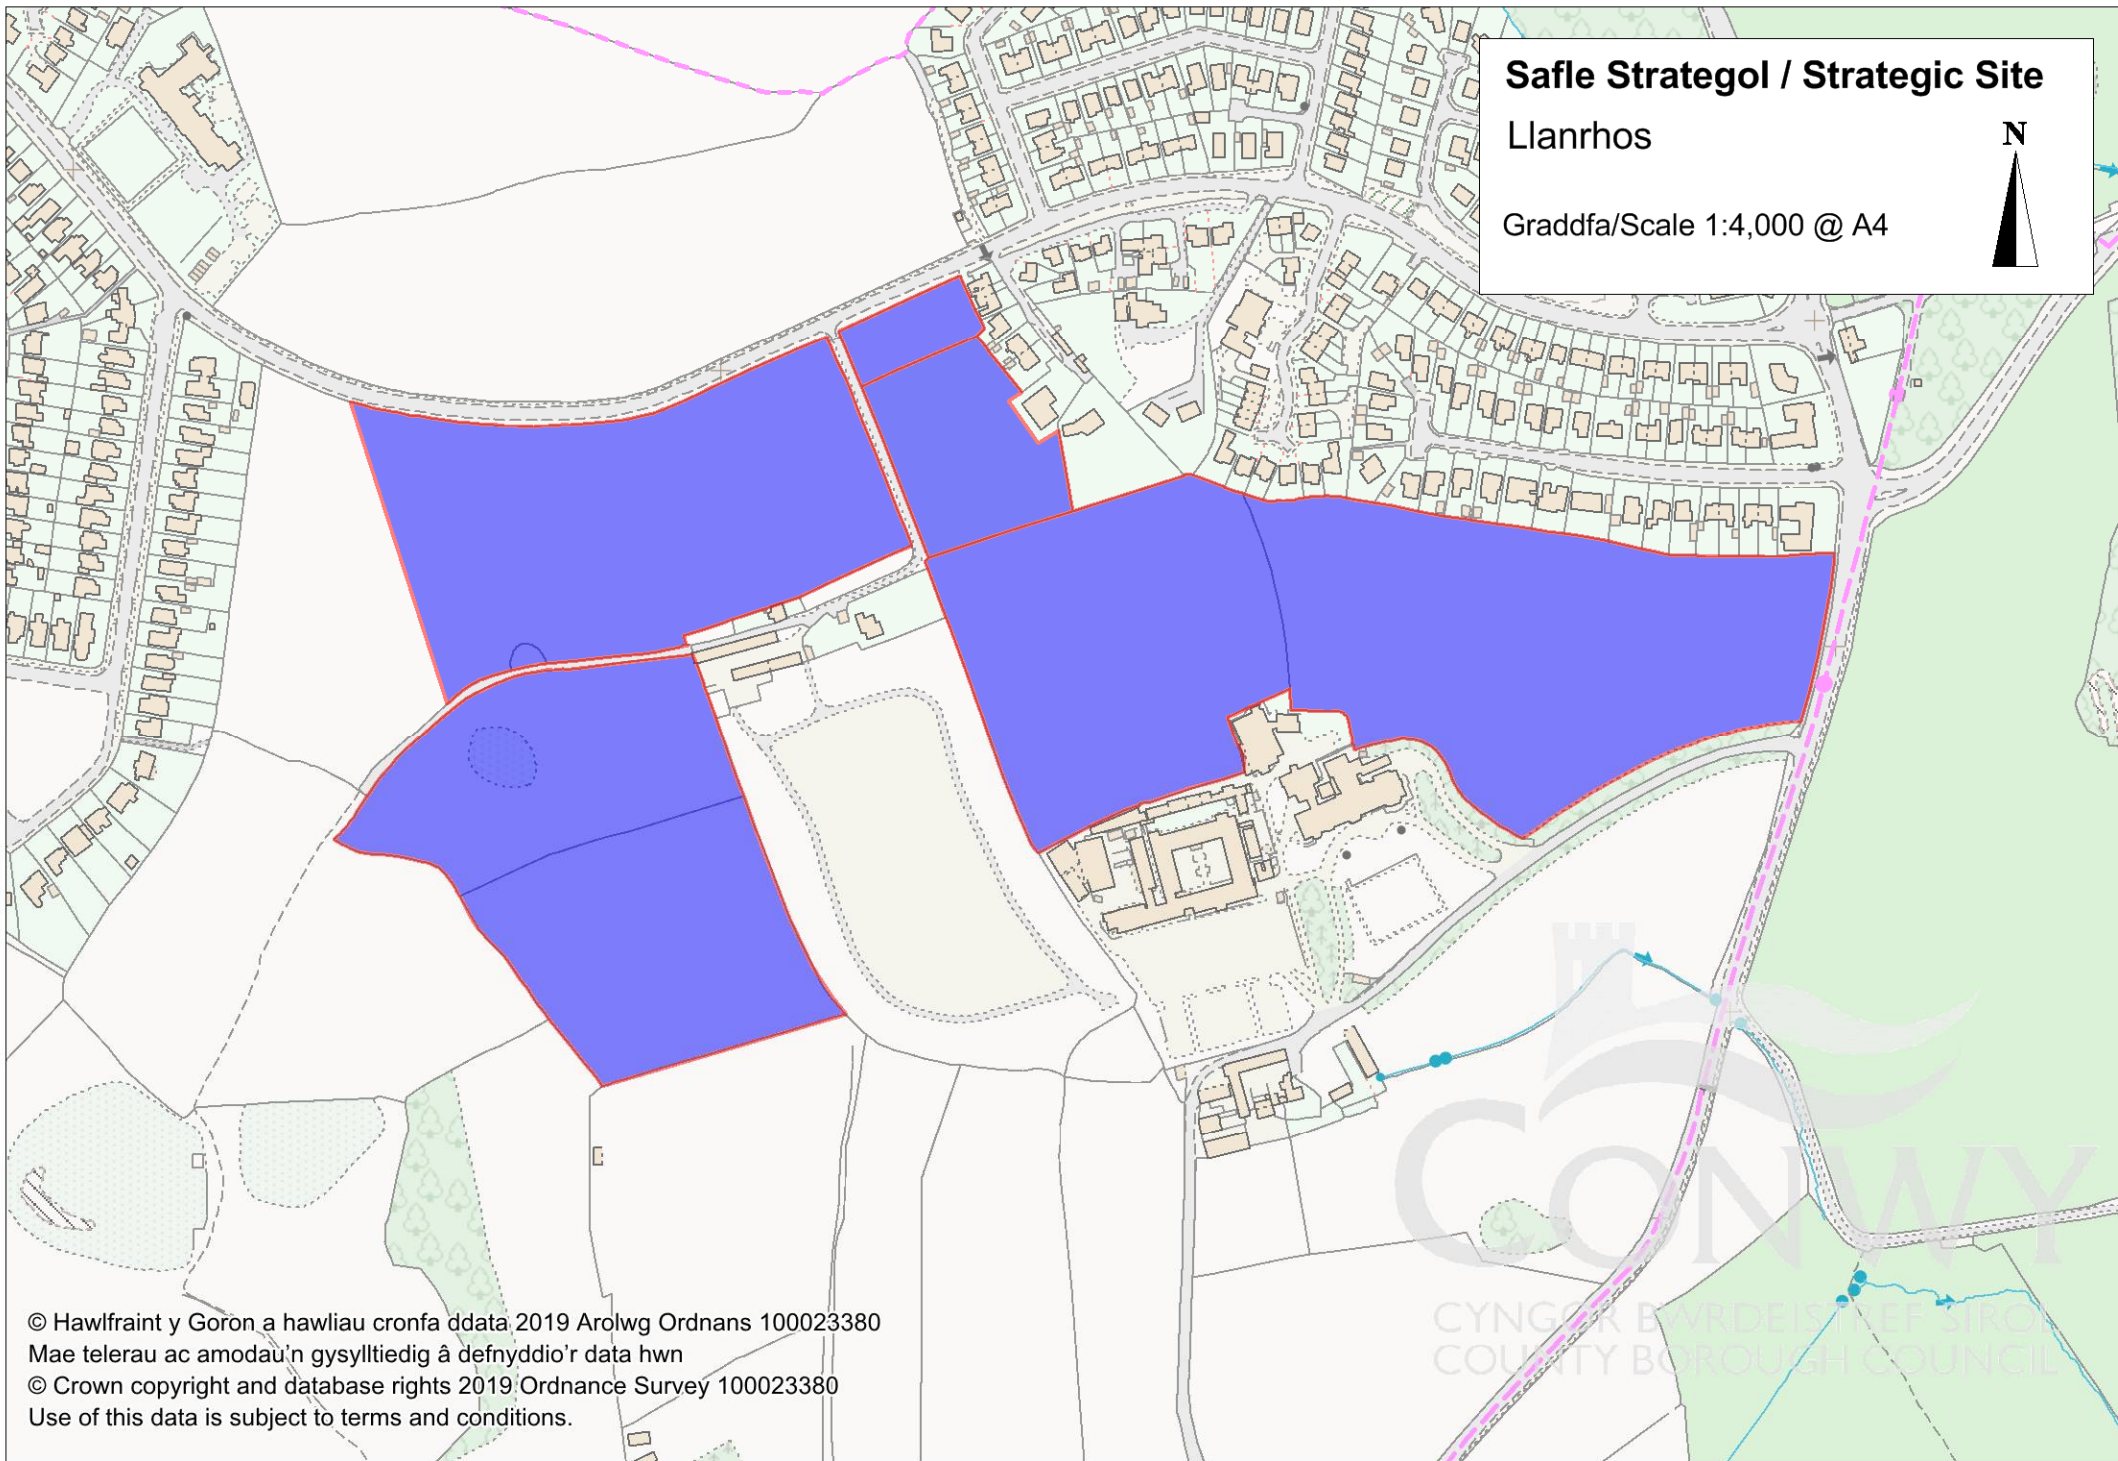 Safle Strategol / Strategic Site
Llanrhos
N
Graddfa/Scale 1:4,000 @ A4
© Hawlfraint y Goron a hawliau cronfa ddata 2019 Arolwg Ordnans 100023380
Mae telerau ac amodau'n gysylltiedig â defnyddio'r data hwn
© Crown copyright and database rights 2019 Ordnance Survey 100023380
Use of this data is subject to terms and conditions.
CONWY
CYNGOR BWRDEISTREF SIROL
COUNTY BOROUGH COUNCIL